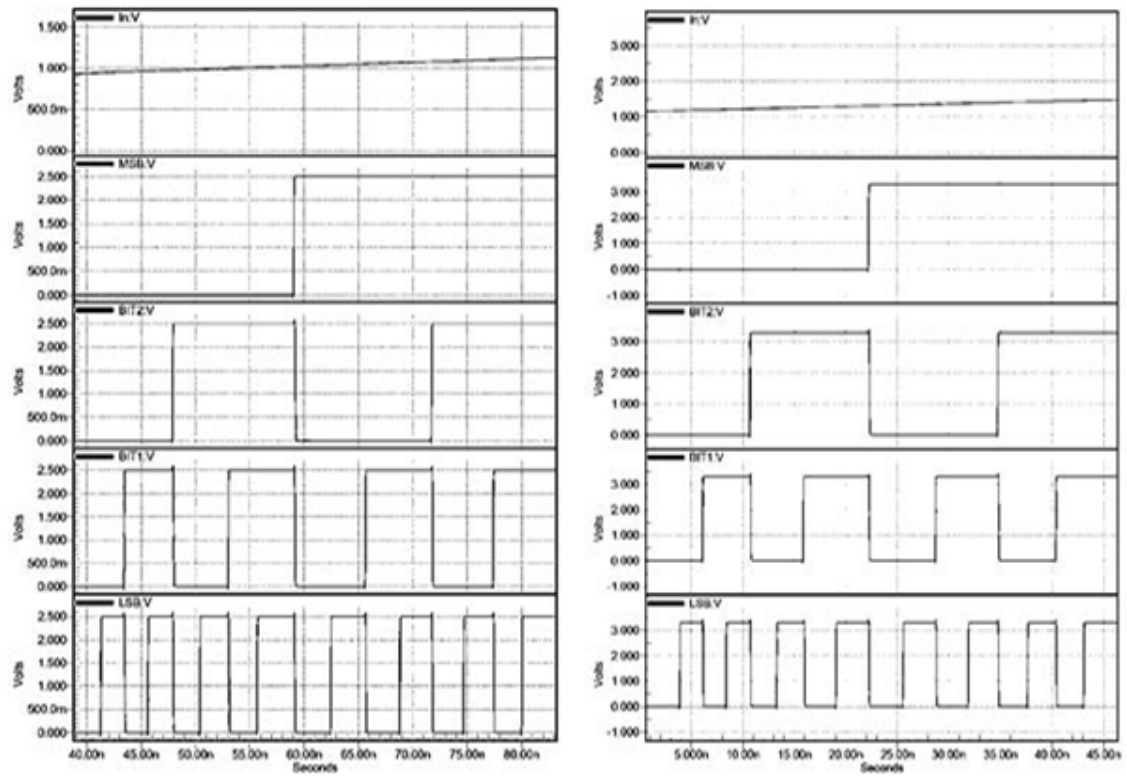 In:V
1.500
1.000
500.0m
0.000
Volts
MSB:V
2.500
2.000
1.500
1.000
500.0m
0.000
Volts
BIT2:V
2.500
2.000
1.500
1.000
500.0m
0.000
Volts
BIT1:V
2.500
2.000
1.500
1.000
500.0m
0.000
Volts
LSB:V
2.500
2.000
1.500
1.000
500.0m
0.000
Volts
40.00n 45.00n 50.00n 55.00n 60.00n 65.00n 70.00n 75.00n 80.00n
Seconds
In:V
3.000
2.000
1.000
0.000
Volts
MSB:V
3.000
2.000
1.000
0.000
-1.000
Volts
BIT2:V
3.000
2.000
1.000
0.000
Volts
BIT1:V
3.000
2.000
1.000
0.000
-1.000
Volts
LSB:V
3.000
2.000
1.000
0.000
-1.000
Volts
5.000n 10.00n 15.00n 20.00n 25.00n 30.00n 35.00n 40.00n 45.00n
Seconds